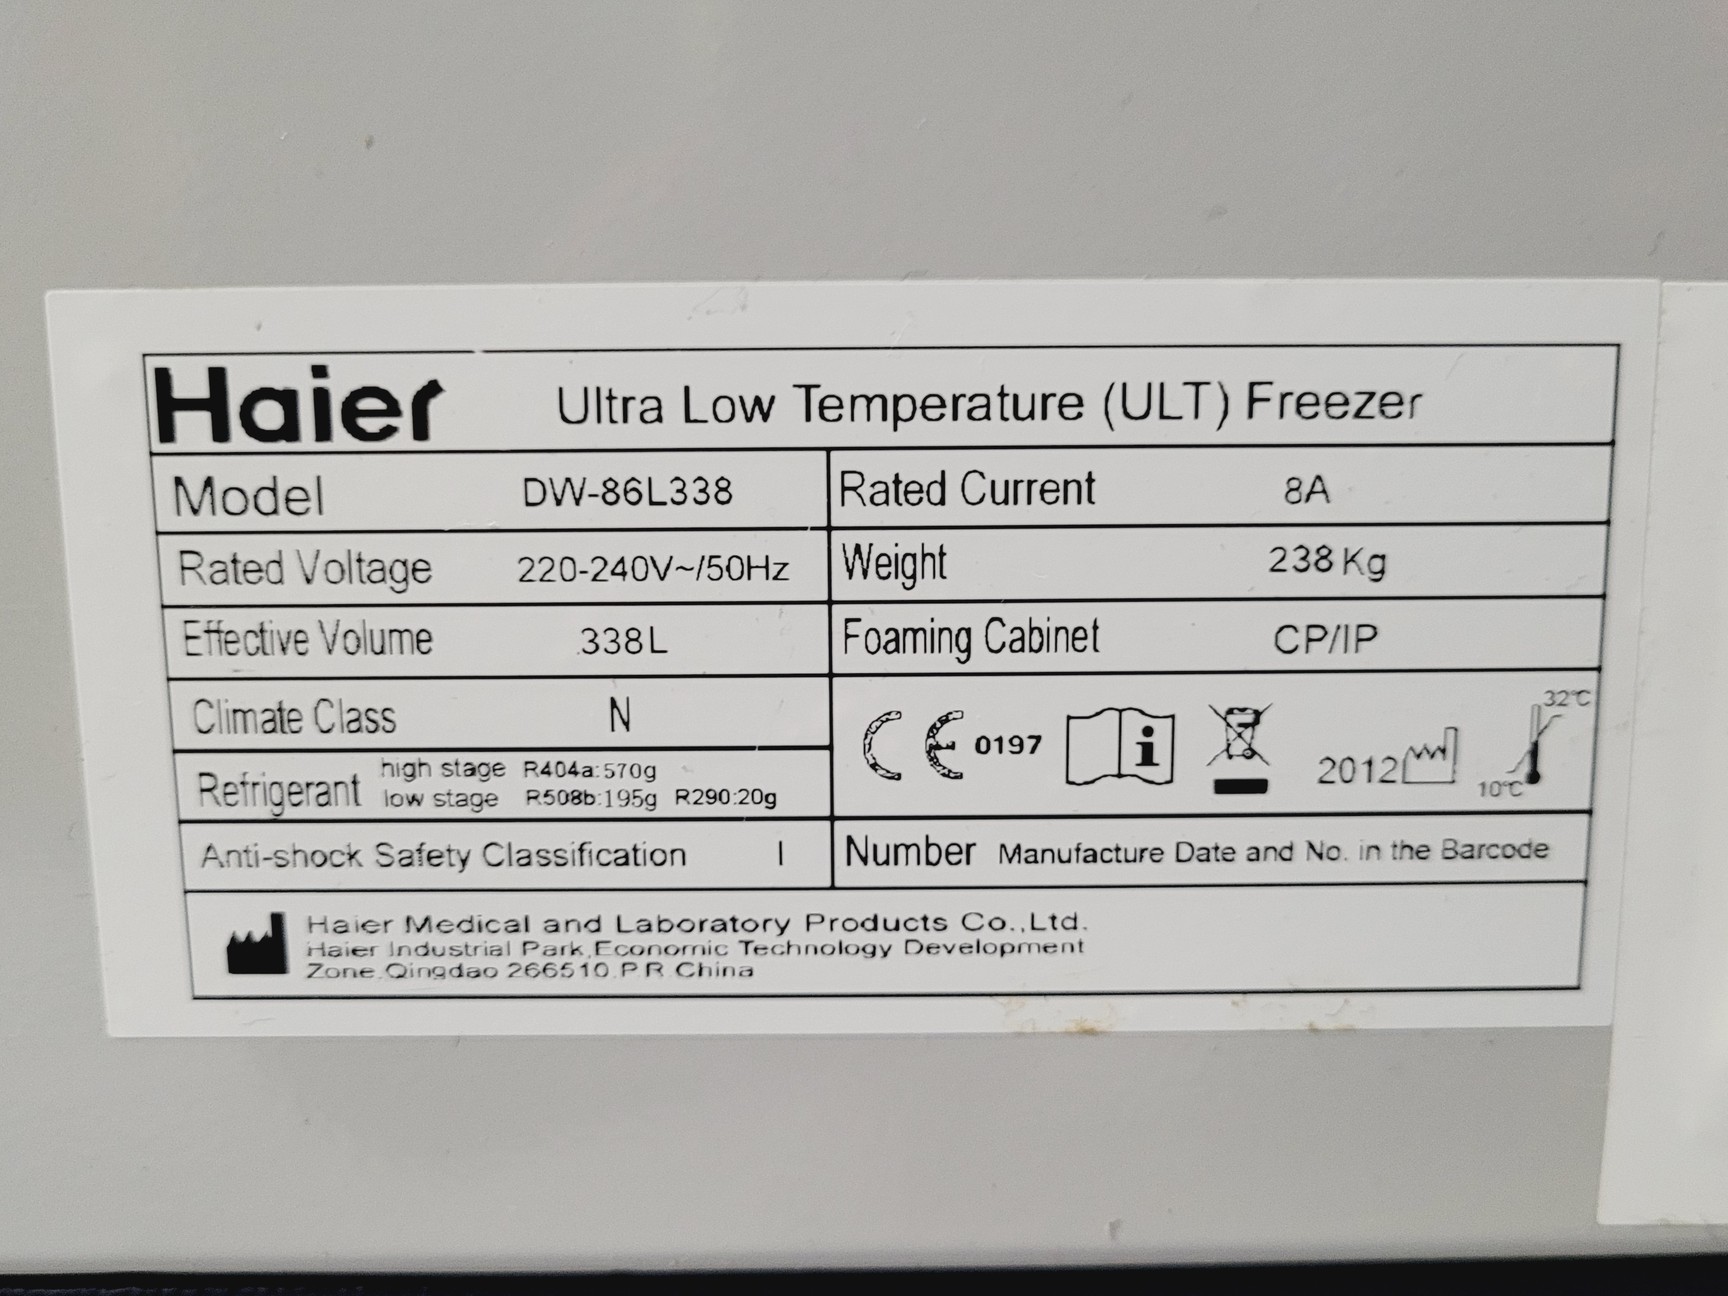 Haier Ultra Low Temperature (ULT) Freezer
Model DW-86L338 Rated Current 8A
Rated Voltage 220-240V~/50Hz Weight 238Kg
Effective Volume 338L Foaming Cabinet CP/IP
Climate Class N
CE 0197 i 2012 32℃ 10℃
Refrigerant high stage R404a:570g
low stage R508b:195g R290:20g
Anti-shock Safety Classification I Number Manufacture Date and No. in the Barcode
Haier Medical and Laboratory Products Co.,Ltd.
Haier Industrial Park,Economic Technology Development
Zone.Qingdao 266510.P.R China